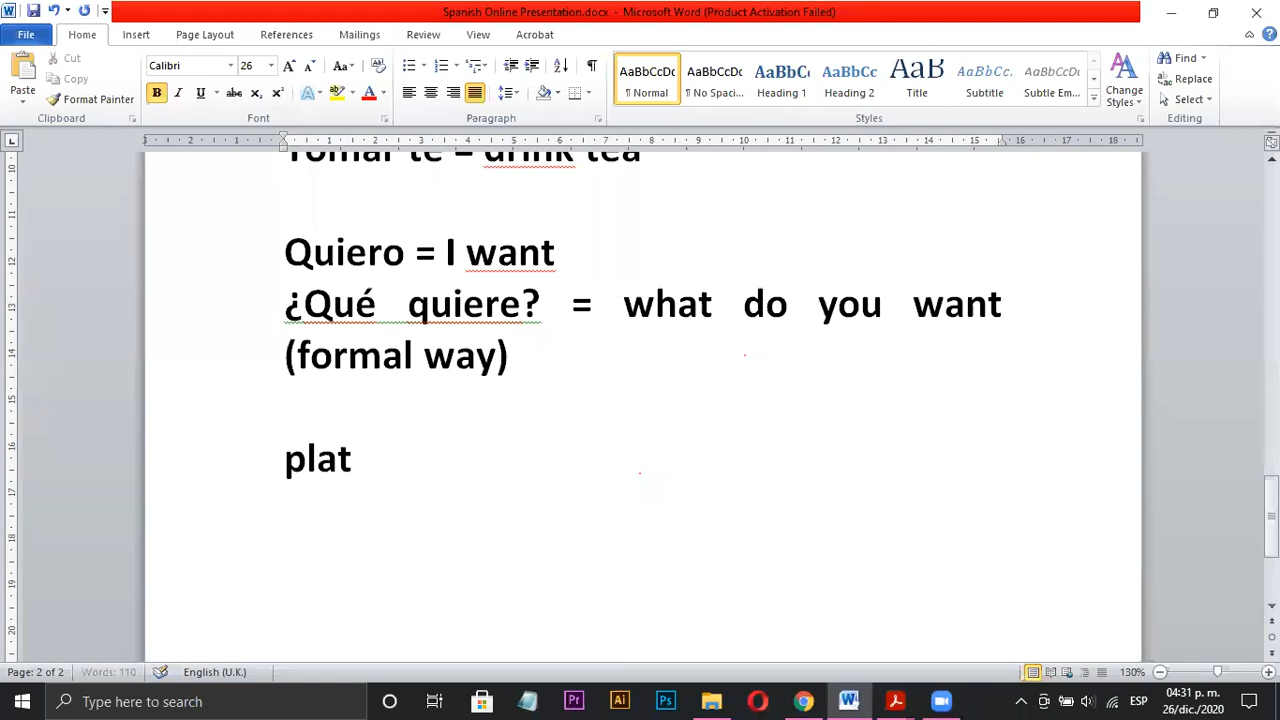 Spanish Online Presentation.docx - Microsoft Word (Product Activation Failed)
File Home Insert Page Layout References Mailings Review View Acrobat
Paste Cut Copy Format Painter Clipboard
Calibri 26 Font
Paragraph
AaBbCcDc ¶ Normal AaBbCcDc ¶ No Spaci... AaBbCc Heading 1 AaBbCc Heading 2 AaB Title AaBbCc. Subtitle AaBbCcDc Subtle Em... Styles
Change Styles
Find Replace Select Editing
Tomar té = drink tea
Quiero = I want
¿Qué quiere? = what do you want
(formal way)
plat
Page: 2 of 2 Words: 110 English (U.K.) 130%
Type here to search ESP 04:31 p. m.
26/dic./2020